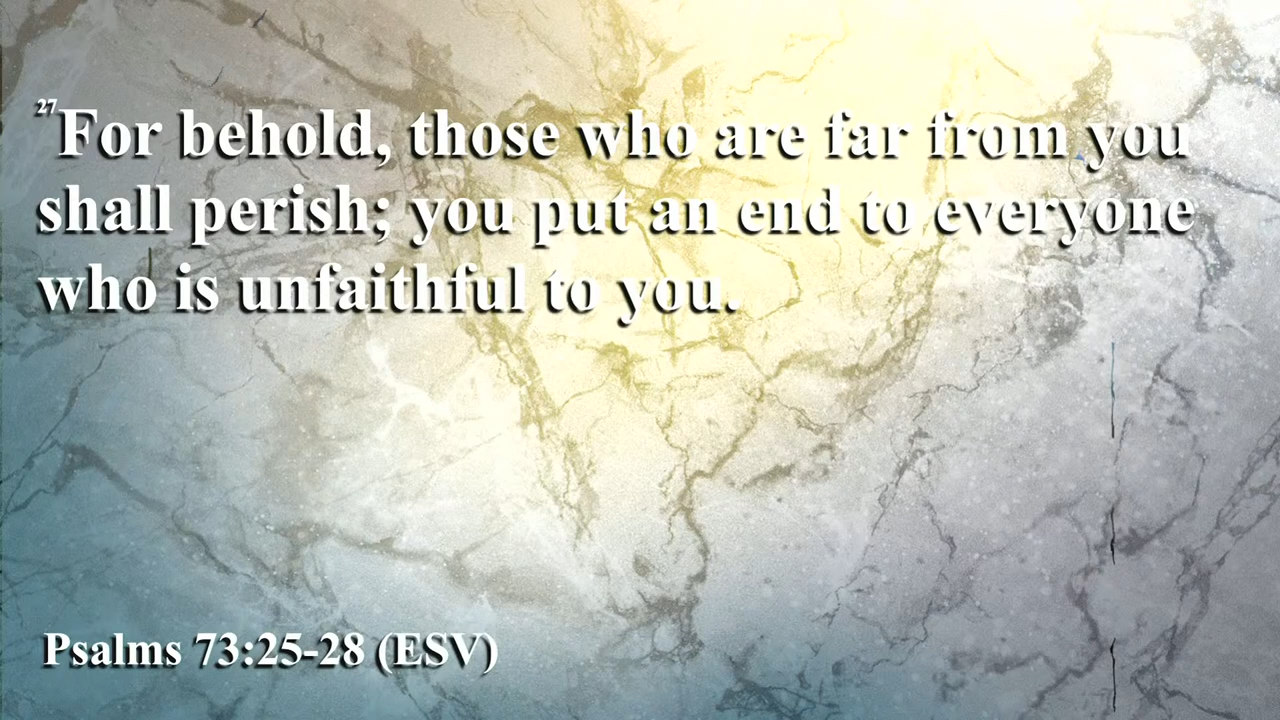 27For behold, those who are far from you
shall perish; you put an end to everyone
who is unfaithful to you.
Psalms 73:25-28 (ESV)